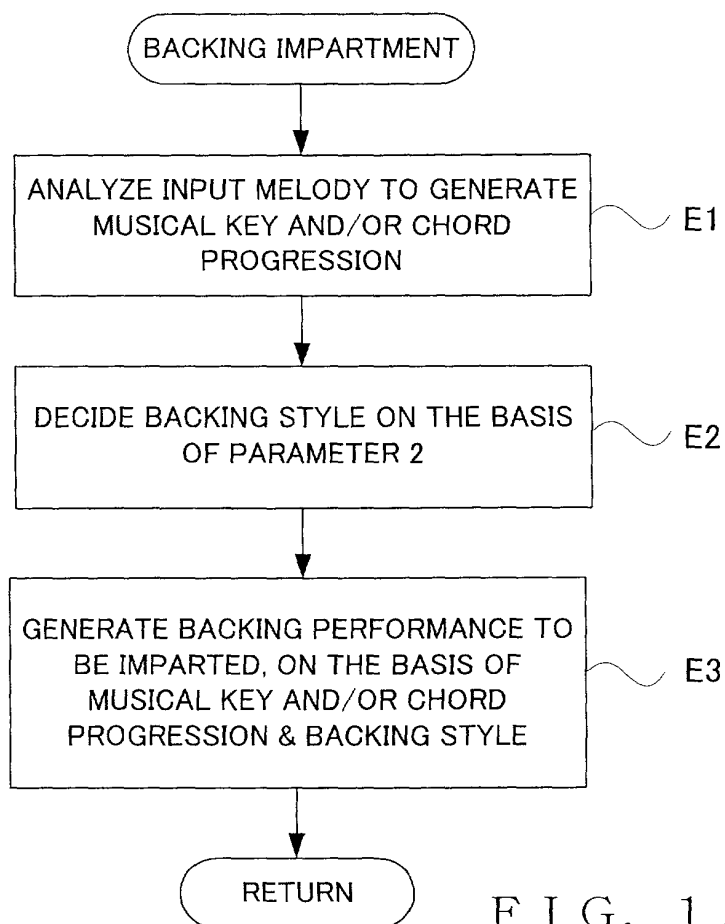 BACKING IMPARTMENT
ANALYZE INPUT MELODY TO GENERATE
MUSICAL KEY AND/OR CHORD
PROGRESSION
E1
DECIDE BACKING STYLE ON THE BASIS
OF PARAMETER 2
E2
GENERATE BACKING PERFORMANCE TO
BE IMPARTED, ON THE BASIS OF
MUSICAL KEY AND/OR CHORD
PROGRESSION & BACKING STYLE
E3
RETURN
FIG. 1